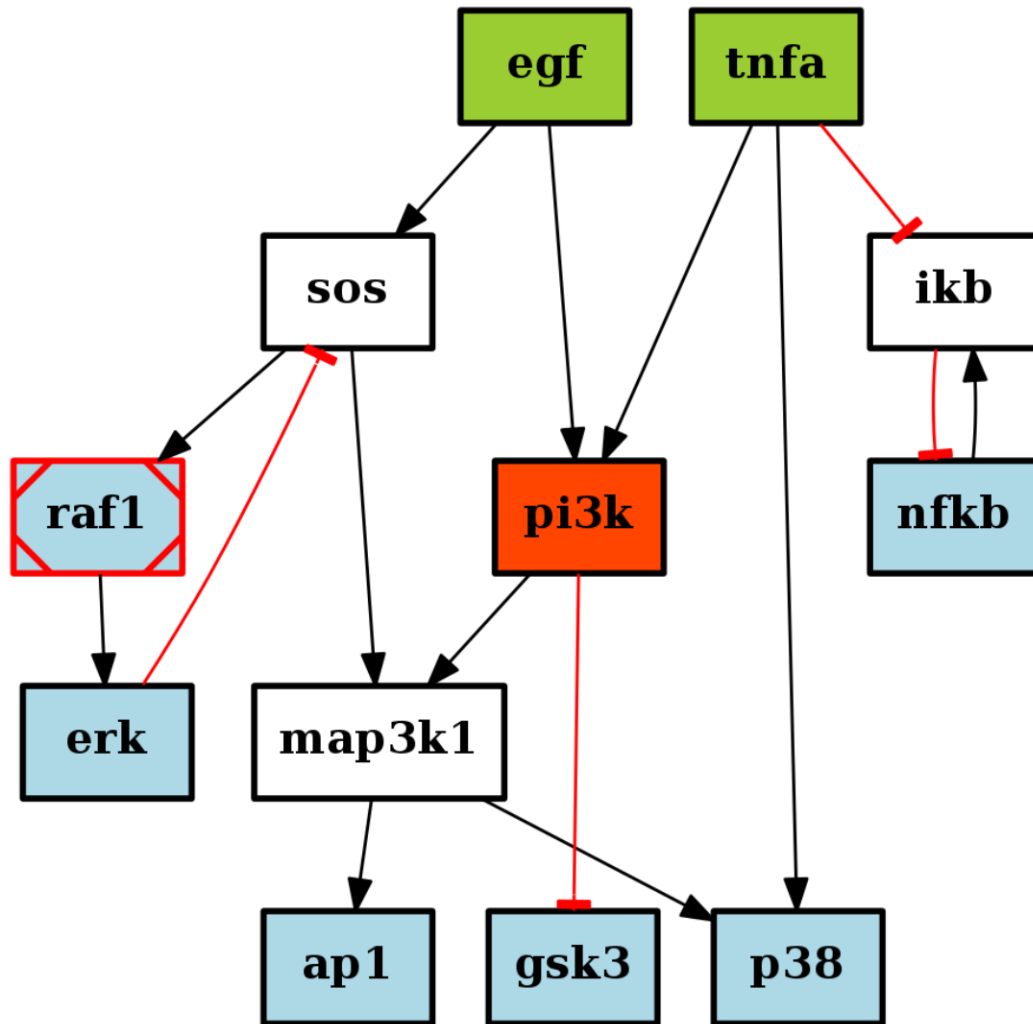 egf
tnfa
sos
ikb
raf1
pi3k
nfkb
erk
map3k1
ap1
gsk3
p38